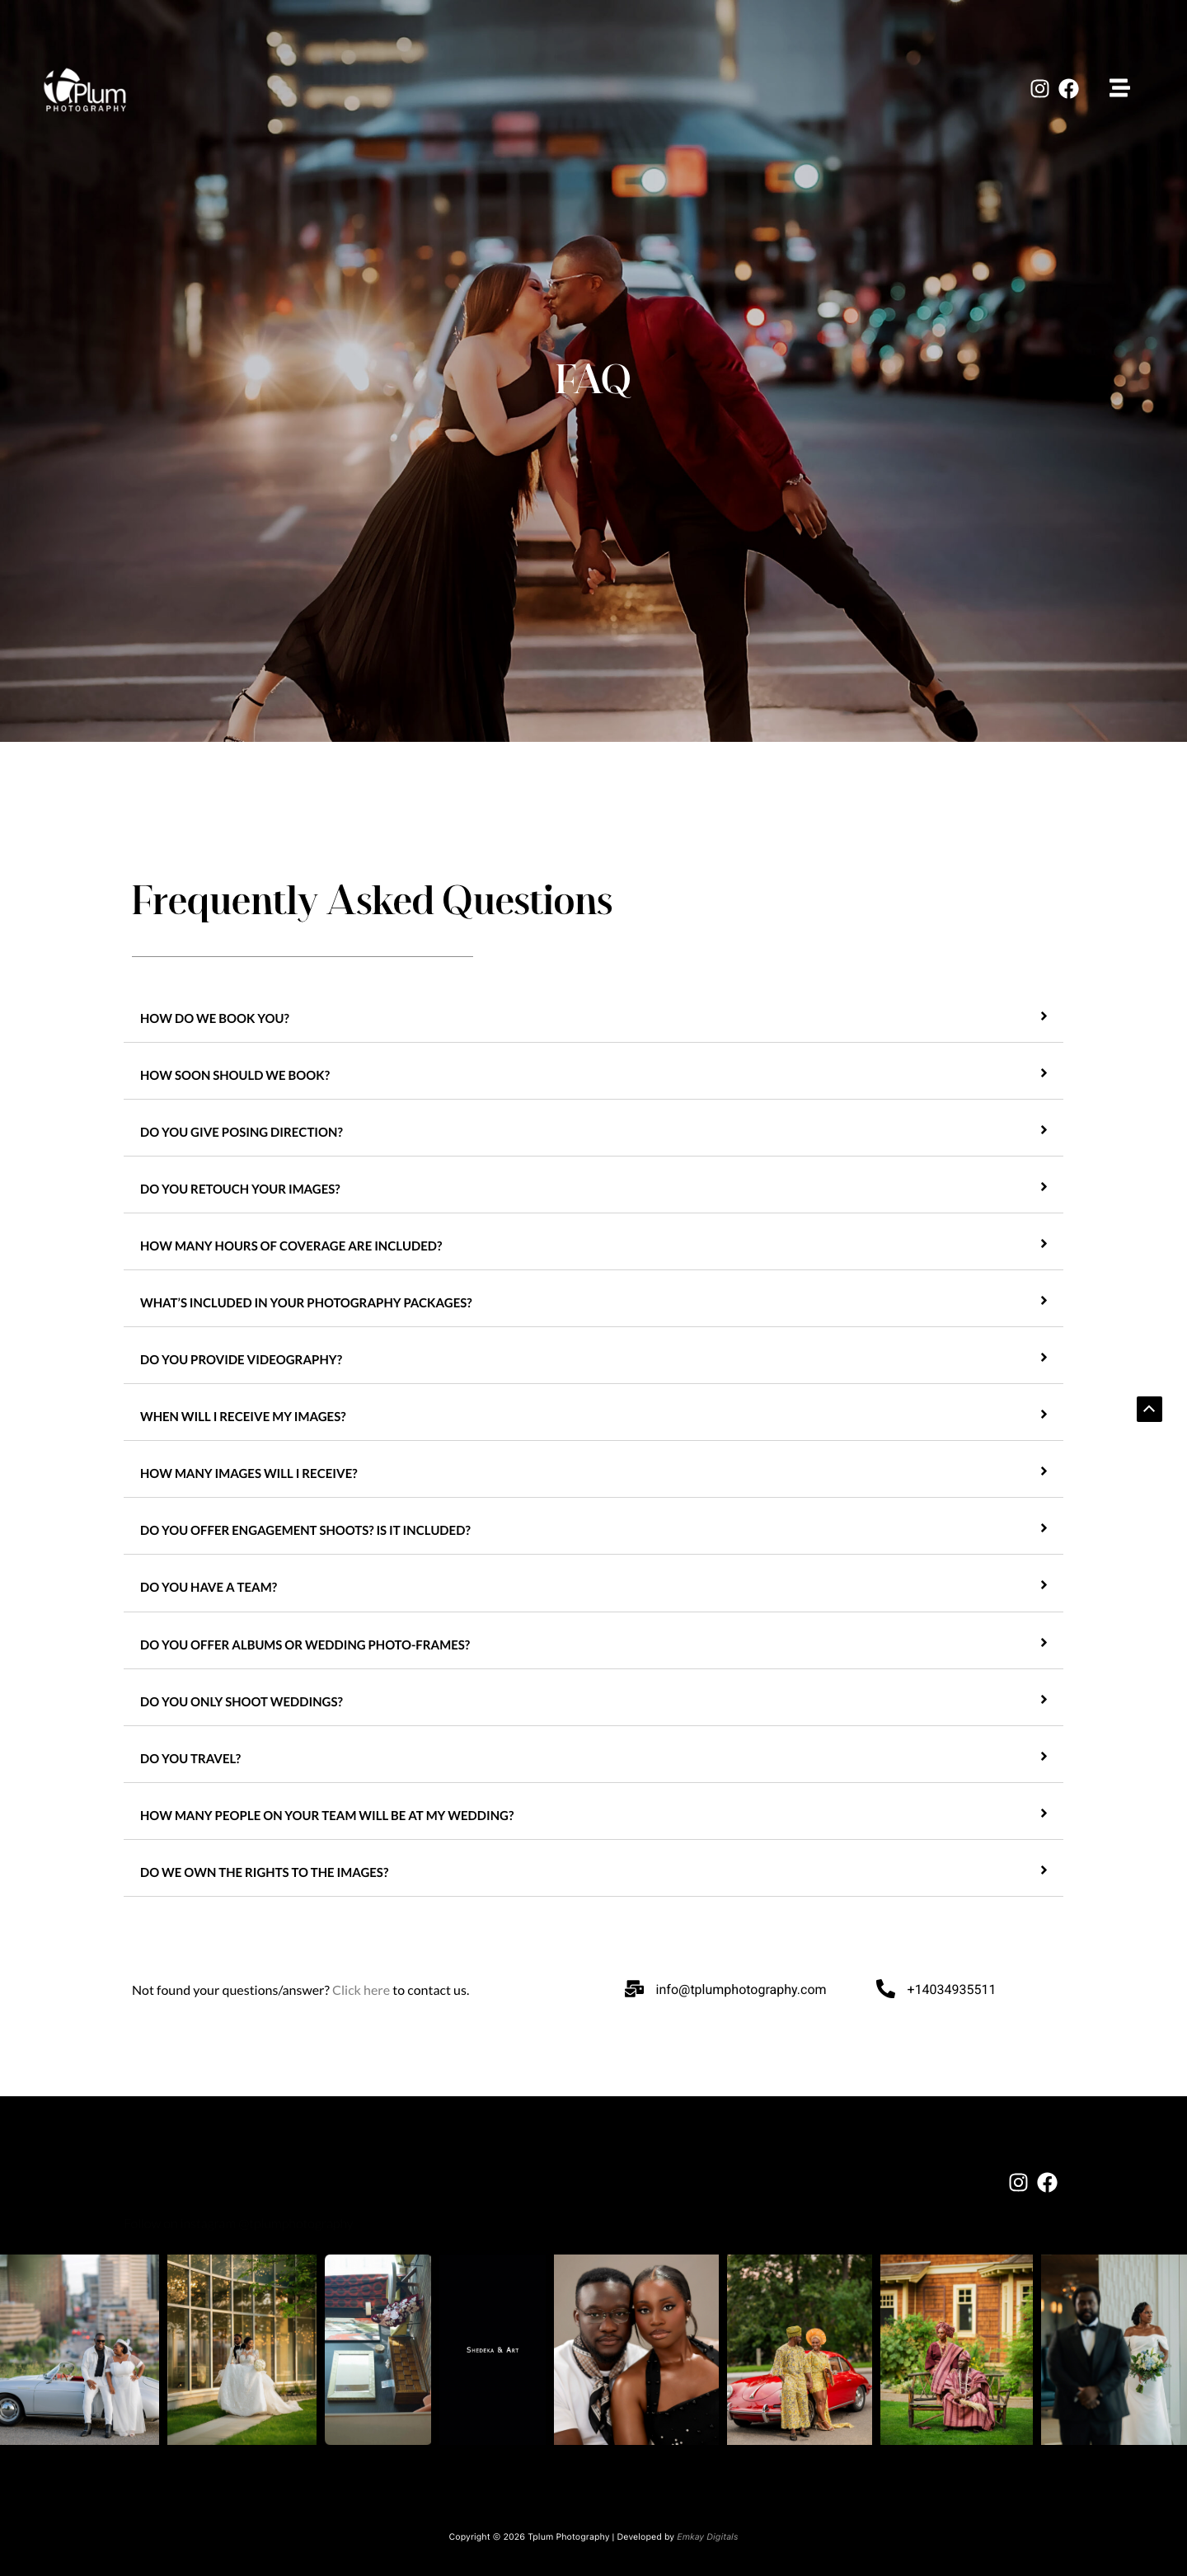 tPlum
PHOTOGRAPHY
FAQ
Frequently Asked Questions
HOW DO WE BOOK YOU?
HOW SOON SHOULD WE BOOK?
DO YOU GIVE POSING DIRECTION?
DO YOU RETOUCH YOUR IMAGES?
HOW MANY HOURS OF COVERAGE ARE INCLUDED?
WHAT’S INCLUDED IN YOUR PHOTOGRAPHY PACKAGES?
DO YOU PROVIDE VIDEOGRAPHY?
WHEN WILL I RECEIVE MY IMAGES?
HOW MANY IMAGES WILL I RECEIVE?
DO YOU OFFER ENGAGEMENT SHOOTS? IS IT INCLUDED?
DO YOU HAVE A TEAM?
DO YOU OFFER ALBUMS OR WEDDING PHOTO-FRAMES?
DO YOU ONLY SHOOT WEDDINGS?
DO YOU TRAVEL?
HOW MANY PEOPLE ON YOUR TEAM WILL BE AT MY WEDDING?
DO WE OWN THE RIGHTS TO THE IMAGES?
Not found your questions/answer? Click here to contact us.
info@tplumphotography.com
+14034935511
Shedeka & Art
Copyright © 2026 Tplum Photography | Developed by Emkay Digitals